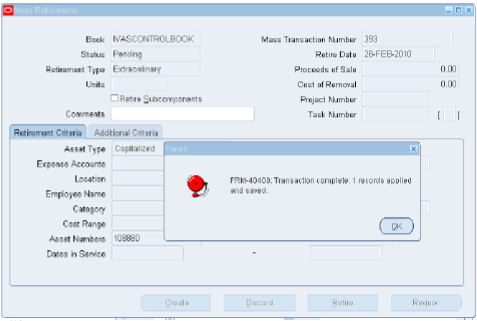 Mass Retirements
Book IVASCONTROLBOOK Mass Transaction Number 393
Status Pending Retire Date 28-FEB-2010
Retirement Type Extraordinary Proceeds of Sale 0.00
Units Cost of Removal 0.00
Retire Subcomponents Project Number
Comments Task Number [ ]
Retirement Criteria Additional Criteria
Asset Type Capitalized
Expense Accounts
Location
Employee Name
Category
Cost Range
Asset Numbers 108880
Dates in Service -
Forms
FRM-40400: Transaction complete: 1 records applied
and saved.
OK
Create Discard Retire Review